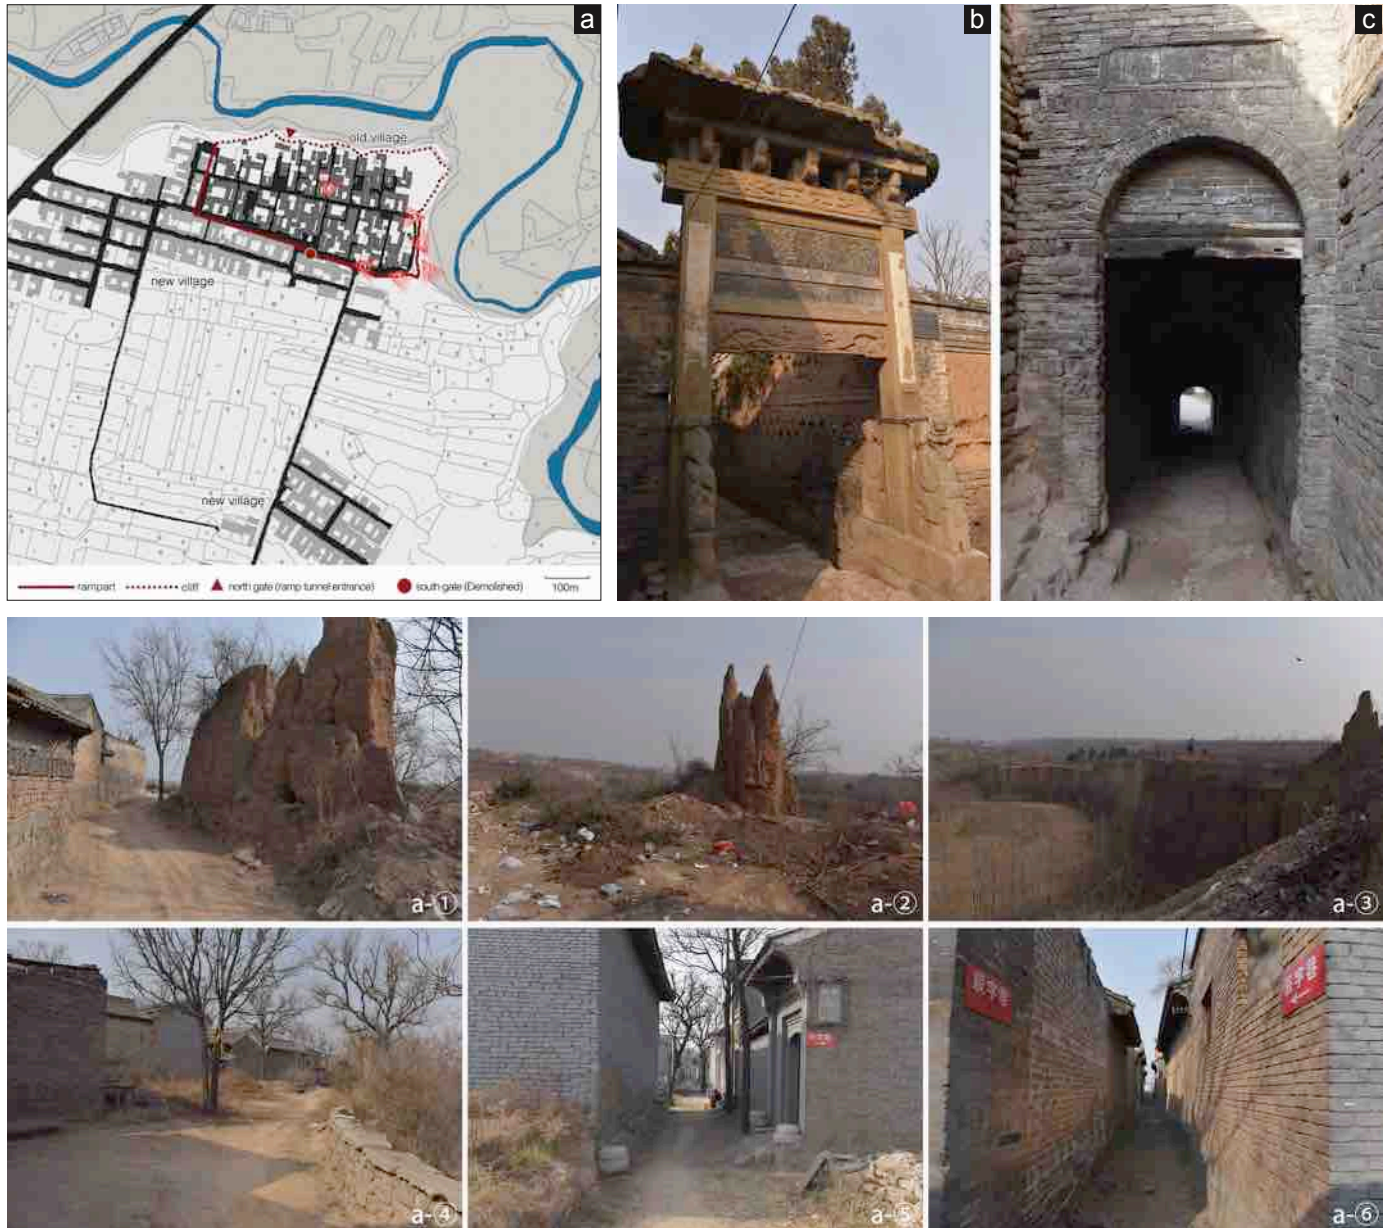 a
b
c
old village
new village
new village
rampart
cliff
north gate (ramp tunnel entrance)
south gate (Demolished)
100m
a-①
a-②
a-③
a-④
a-⑤
a-⑥